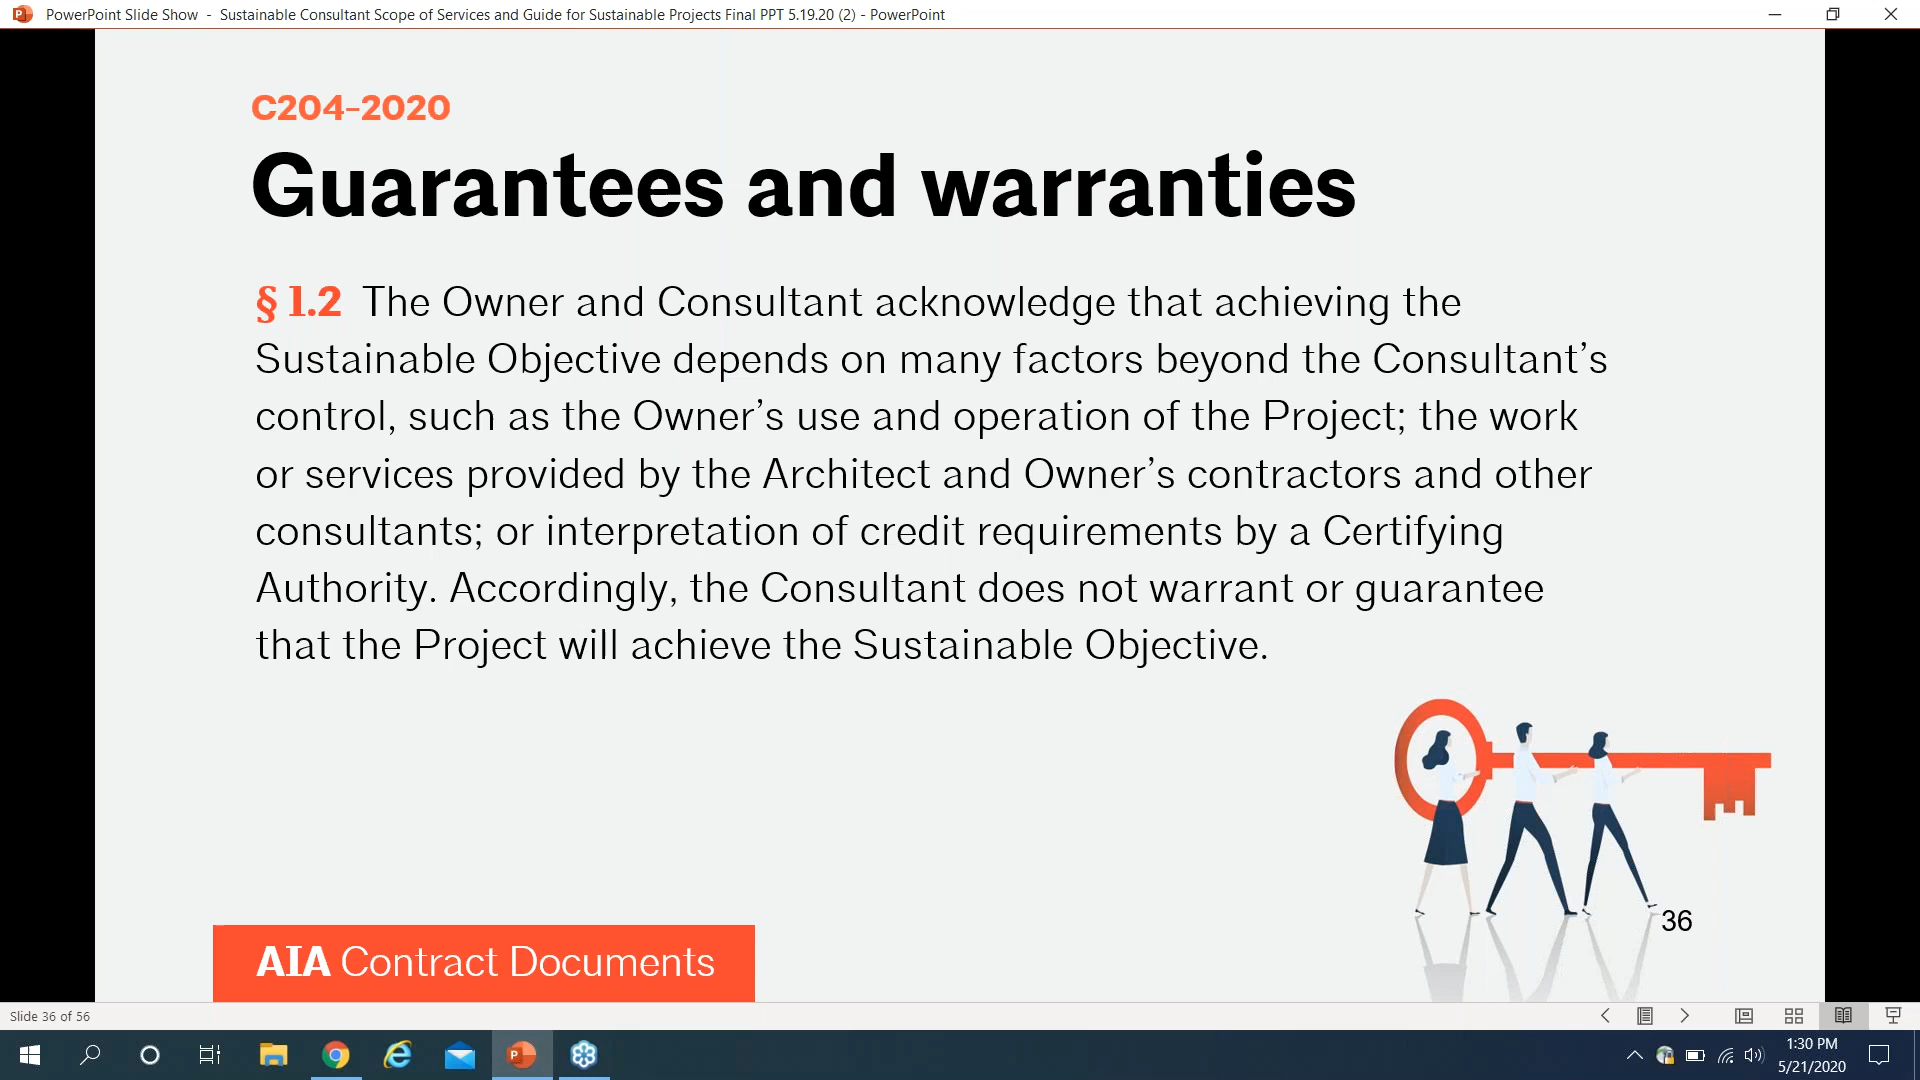 PowerPoint Slide Show - Sustainable Consultant Scope of Services and Guide for Sustainable Projects Final PPT 5.19.20 (2) - PowerPoint
C204-2020
Guarantees and warranties
§ 1.2 The Owner and Consultant acknowledge that achieving the
Sustainable Objective depends on many factors beyond the Consultant’s
control, such as the Owner’s use and operation of the Project; the work
or services provided by the Architect and Owner’s contractors and other
consultants; or interpretation of credit requirements by a Certifying
Authority. Accordingly, the Consultant does not warrant or guarantee
that the Project will achieve the Sustainable Objective.
36
AIA Contract Documents
Slide 36 of 56
1:30 PM
5/21/2020